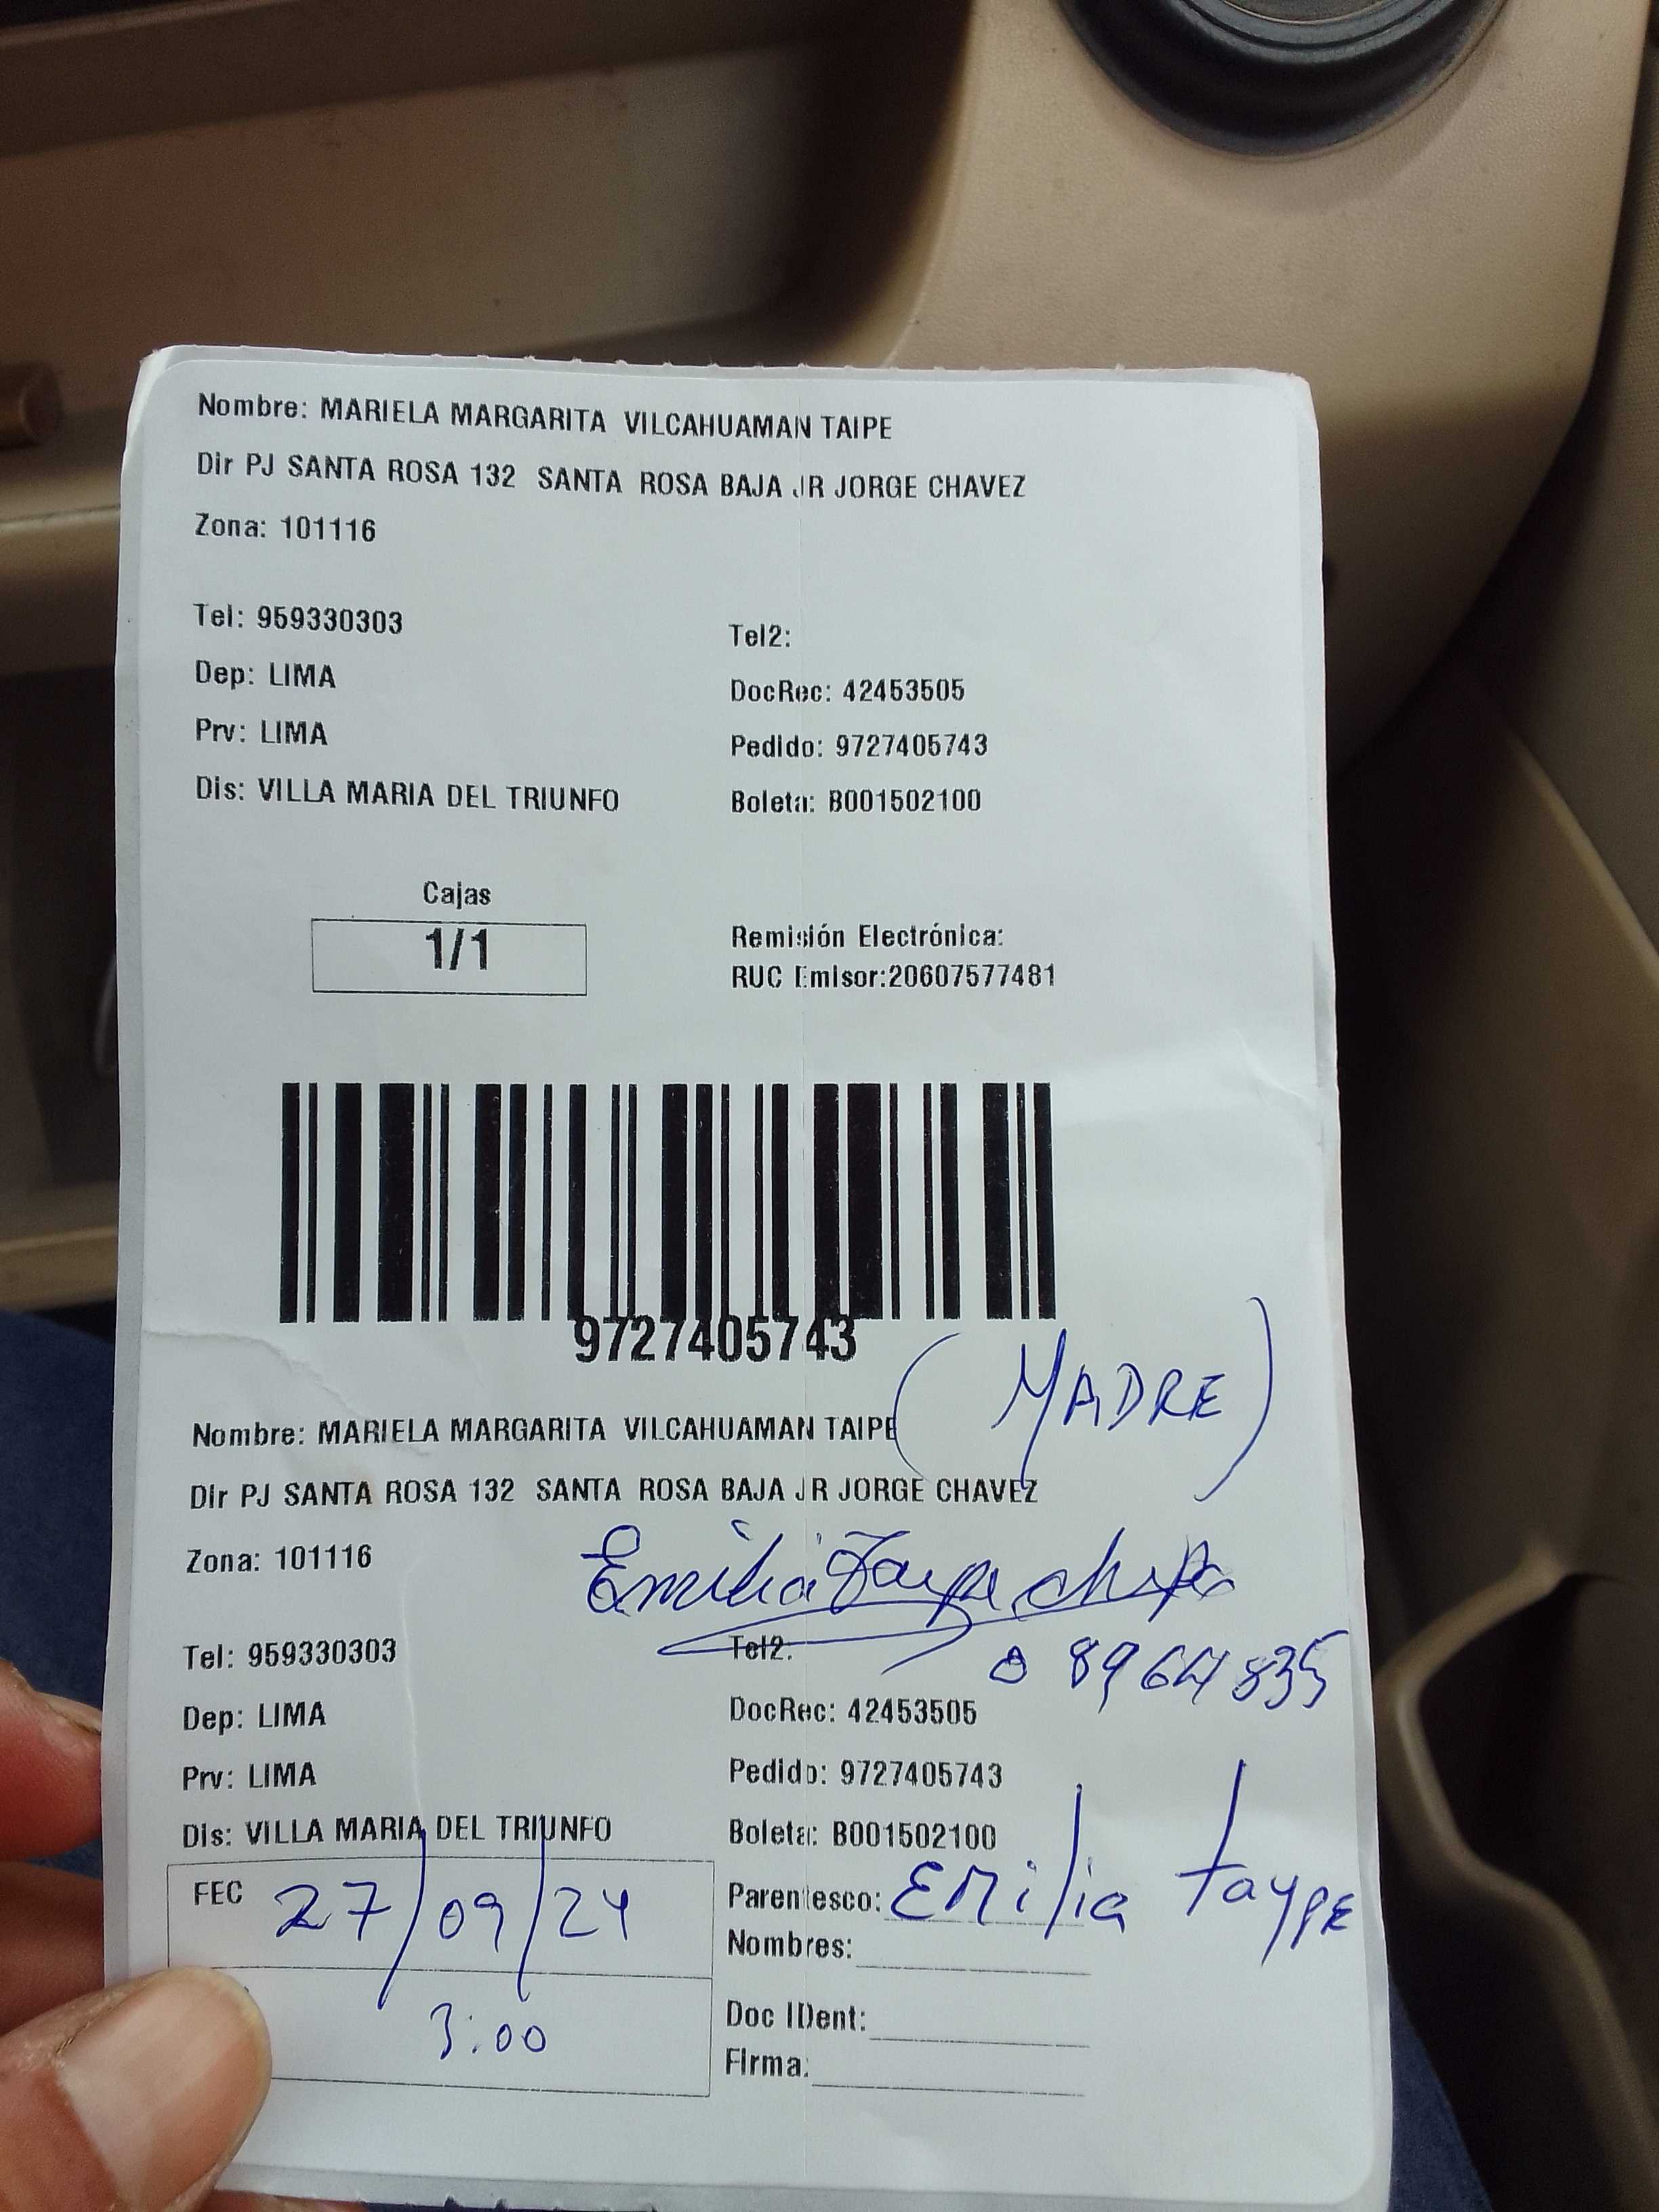 Nombre: MARIELA MARGARITA VILCAHUAMAN TAIPE
Dir PJ SANTA ROSA 132 SANTA ROSA BAJA JR JORGE CHAVEZ
Zona: 101116
Tel: 959330303
Tel2:
Dep: LIMA
DocRec: 42453505
Prv: LIMA
Pedido: 9727405743
Dis: VILLA MARIA DEL TRIUNFO
Boleta: B001502100
Cajas
1/1
Remisión Electrónica:
RUC Emisor:20607577481
9727405743
(MADRE)
Nombre: MARIELA MARGARITA VILCAHUAMAN TAIPE
Dir PJ SANTA ROSA 132 SANTA ROSA BAJA JR JORGE CHAVEZ
Zona: 101116
Emilia Taype
Tel: 959330303
Tel2:
08964835
Dep: LIMA
DocRec: 42453505
Prv: LIMA
Pedido: 9727405743
Dis: VILLA MARIA DEL TRIUNFO
Boleta: B001502100
FEC 27/09/24
Parentesco: Emilia taype
Nombres:
3:00
Doc IDent:
Firma: